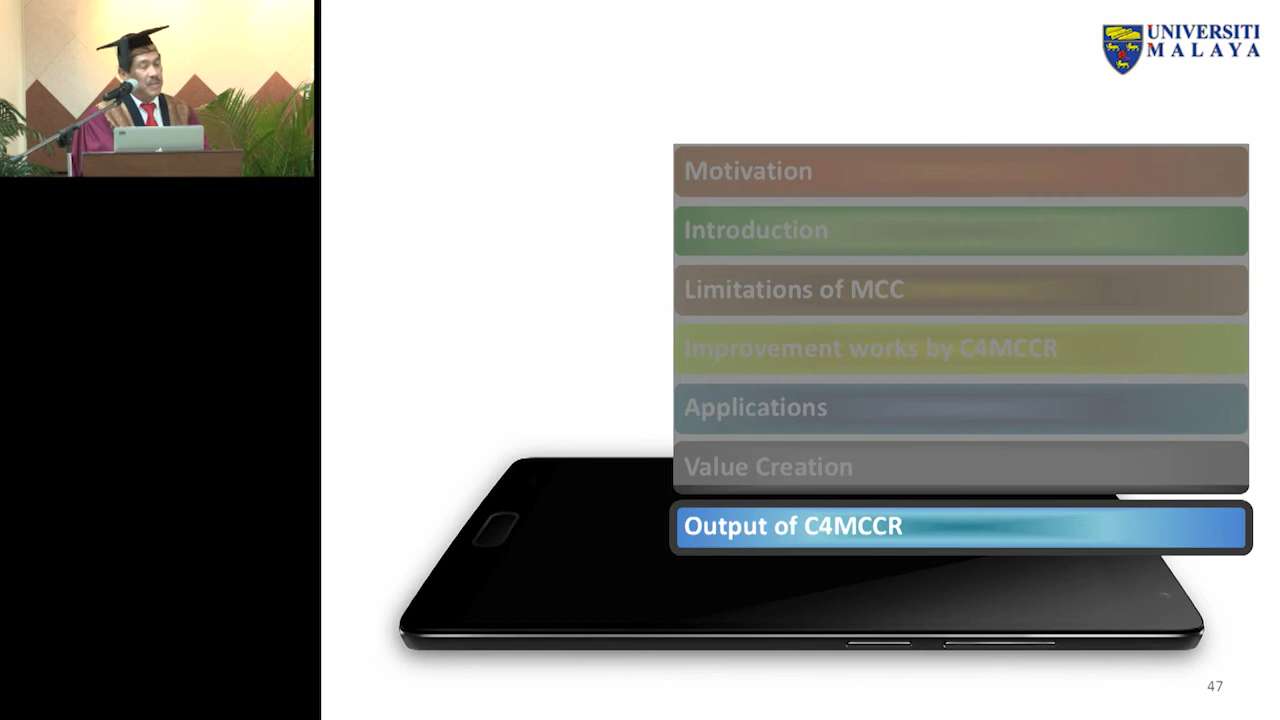 UNIVERSITI
MALAYA
Motivation
Introduction
Limitations of MCC
Improvement works by C4MCCR
Applications
Value Creation
Output of C4MCCR
47